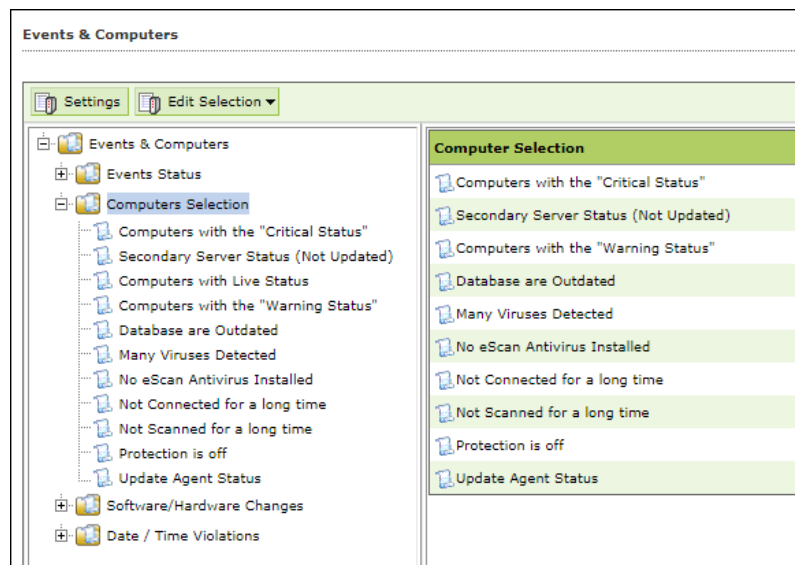 Events & Computers
Settings
Edit Selection
Events & Computers
Events Status
Computers Selection
Computers with the "Critical Status"
Secondary Server Status (Not Updated)
Computers with Live Status
Computers with the "Warning Status"
Database are Outdated
Many Viruses Detected
No eScan Antivirus Installed
Not Connected for a long time
Not Scanned for a long time
Protection is off
Update Agent Status
Software/Hardware Changes
Date / Time Violations
Computer Selection
Computers with the "Critical Status"
Secondary Server Status (Not Updated)
Computers with the "Warning Status"
Database are Outdated
Many Viruses Detected
No eScan Antivirus Installed
Not Connected for a long time
Not Scanned for a long time
Protection is off
Update Agent Status